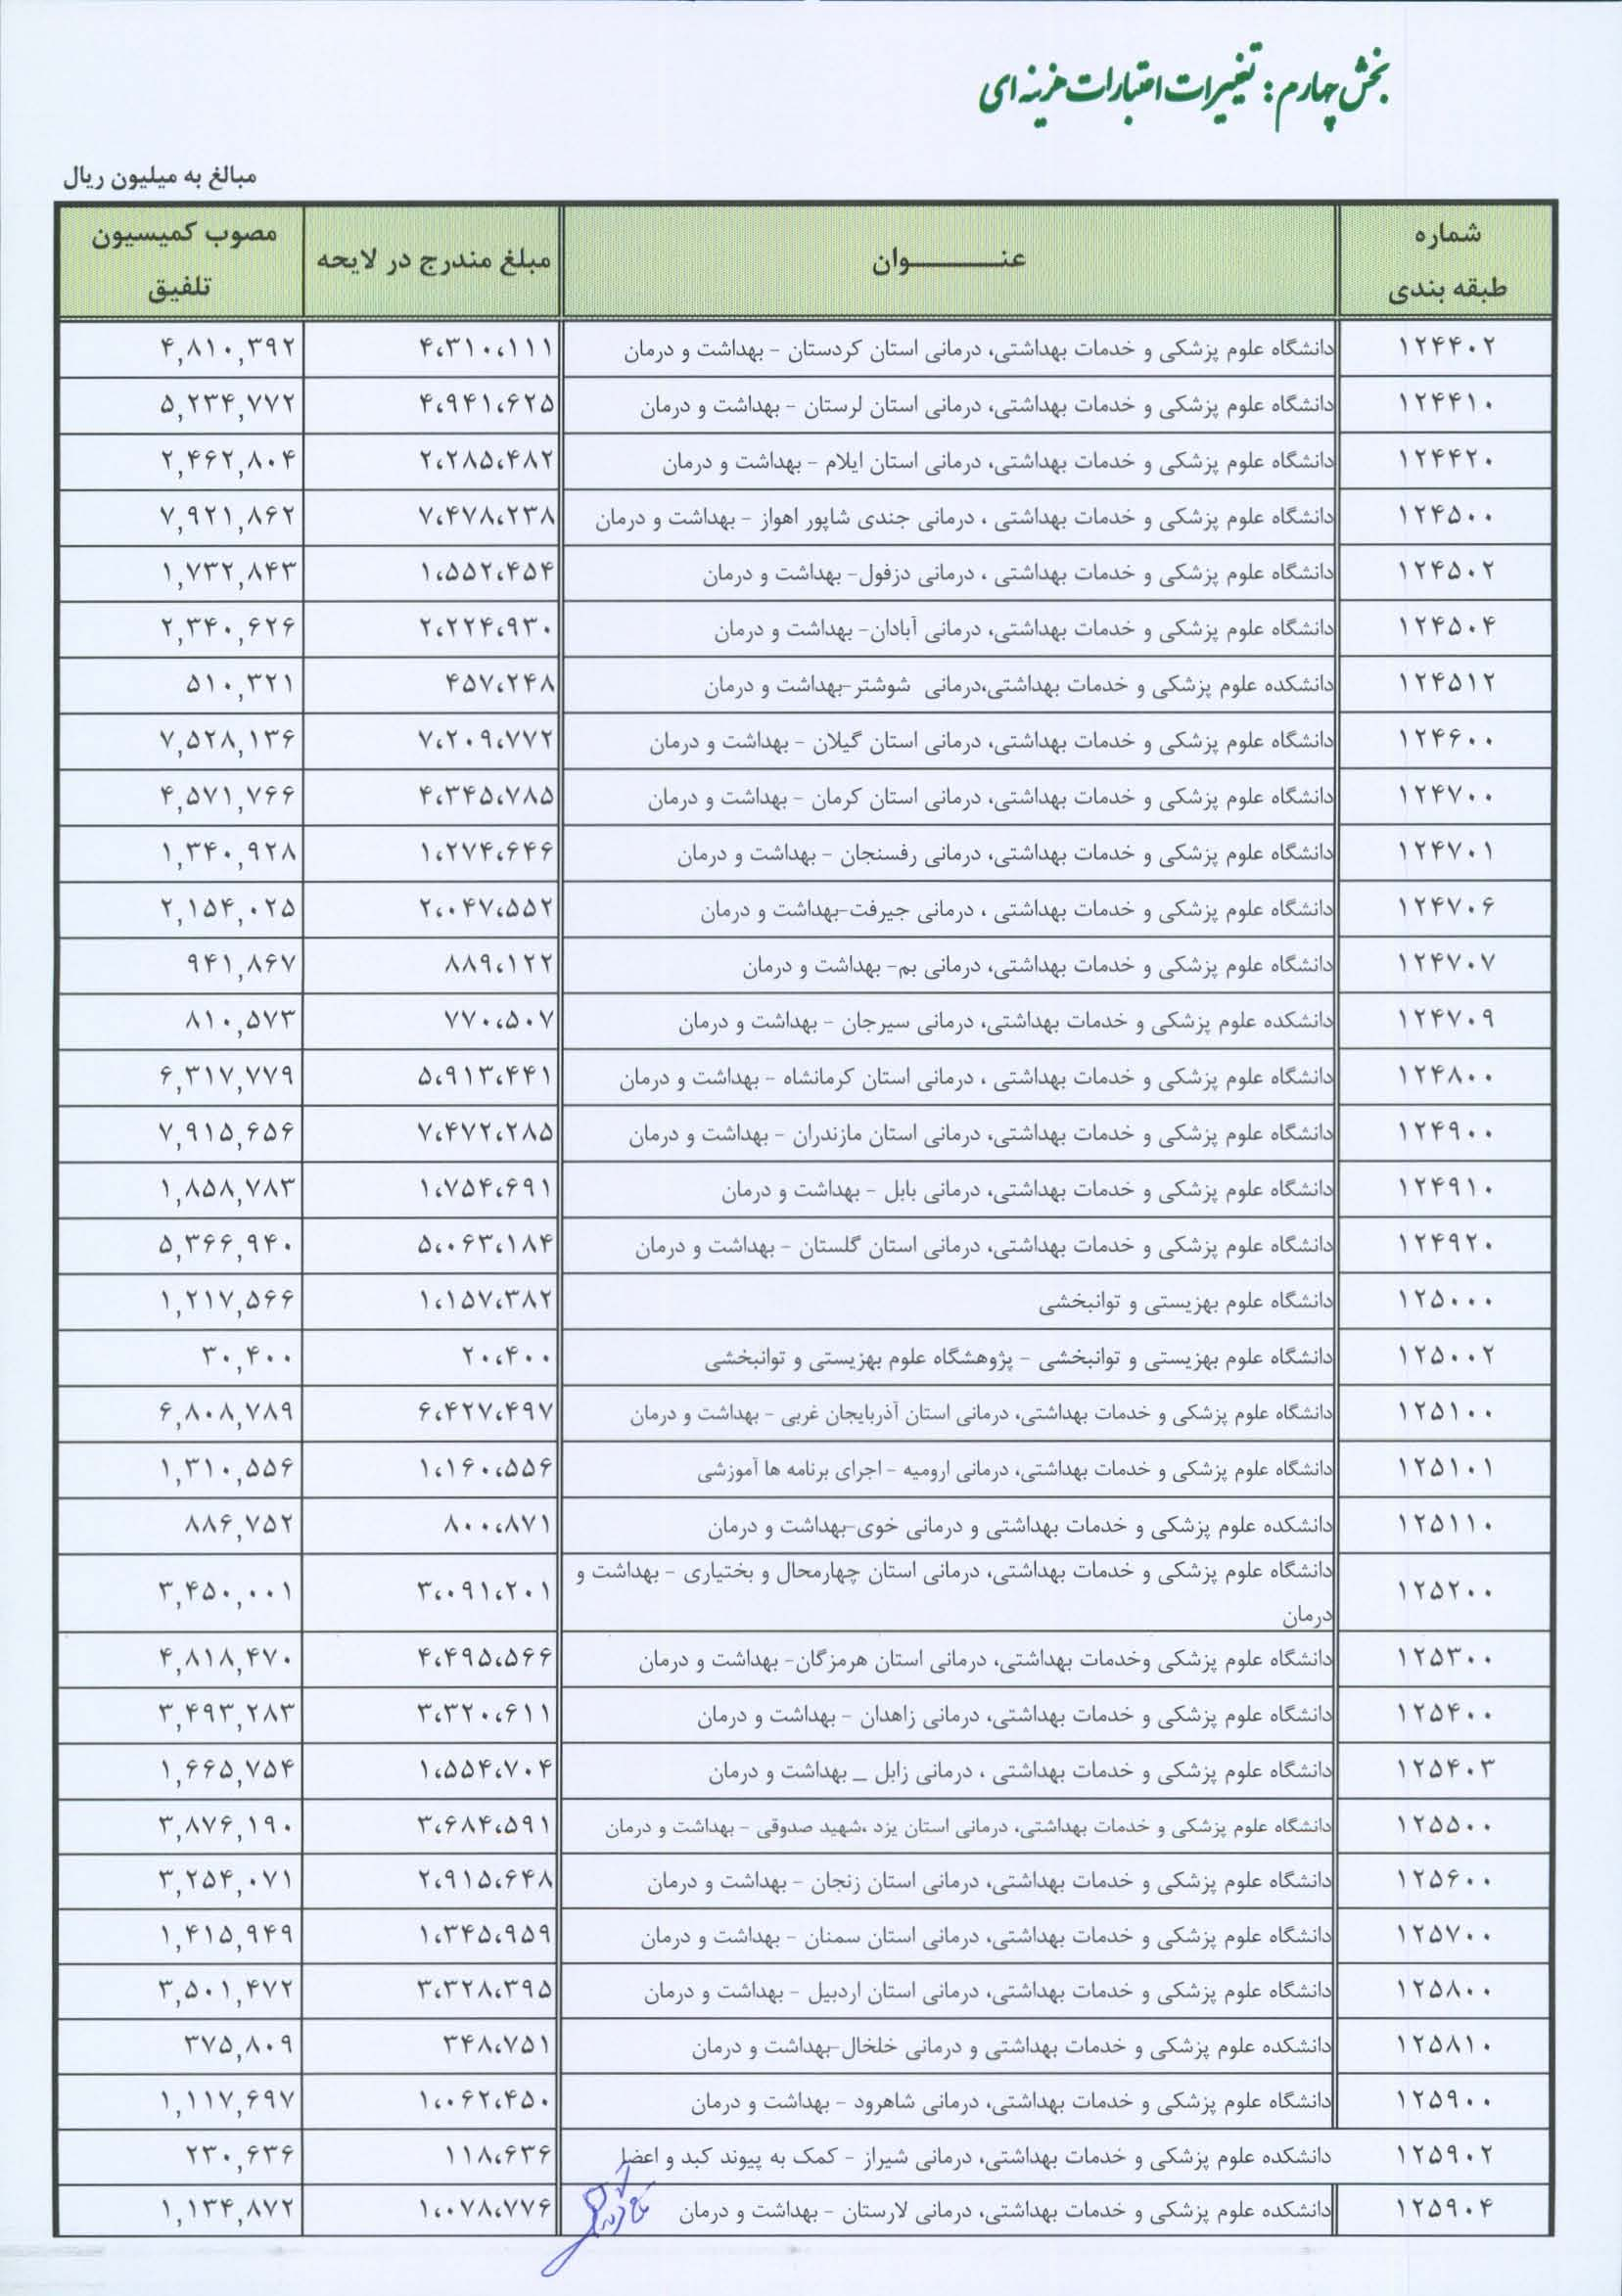 بخش چهارم: تغییرات اعتبارات هزینه ای
مبالغ به میلیون ریال
شماره طبقه بندی عنـــــــــوان مبلغ مندرج در لایحه مصوب کمیسیون تلفیق
۱۲۴۴۰۲ دانشگاه علوم پزشکی و خدمات بهداشتی، درمانی استان کردستان - بهداشت و درمان ۴،۳۱۰،۱۱۱ ۴,۸۱۰,۳۹۲
۱۲۴۴۱۰ دانشگاه علوم پزشکی و خدمات بهداشتی، درمانی استان لرستان - بهداشت و درمان ۴،۹۴۱،۶۲۵ ۵,۲۳۴,۷۷۲
۱۲۴۴۲۰ دانشگاه علوم پزشکی و خدمات بهداشتی، درمانی استان ایلام - بهداشت و درمان ۲،۲۸۵،۴۸۲ ۲,۴۶۲,۸۰۴
۱۲۴۵۰۰ دانشگاه علوم پزشکی و خدمات بهداشتی ، درمانی جندی شاپور اهواز - بهداشت و درمان ۷،۴۷۸،۲۳۸ ۷,۹۲۱,۸۶۲
۱۲۴۵۰۲ دانشگاه علوم پزشکی و خدمات بهداشتی ، درمانی دزفول- بهداشت و درمان ۱،۵۵۲،۴۵۴ ۱,۷۳۲,۸۴۳
۱۲۴۵۰۴ دانشگاه علوم پزشکی و خدمات بهداشتی، درمانی آبادان- بهداشت و درمان ۲،۲۲۴،۹۳۰ ۲,۳۴۰,۶۲۶
۱۲۴۵۱۲ دانشکده علوم پزشکی و خدمات بهداشتی،درمانی شوشتر-بهداشت و درمان ۴۵۷،۲۴۸ ۵۱۰,۳۲۱
۱۲۴۶۰۰ دانشگاه علوم پزشکی و خدمات بهداشتی، درمانی استان گیلان - بهداشت و درمان ۷،۲۰۹،۷۷۲ ۷,۵۲۸,۱۳۶
۱۲۴۷۰۰ دانشگاه علوم پزشکی و خدمات بهداشتی، درمانی استان کرمان - بهداشت و درمان ۴،۳۴۵،۷۸۵ ۴,۵۷۱,۷۶۶
۱۲۴۷۰۱ دانشگاه علوم پزشکی و خدمات بهداشتی، درمانی رفسنجان - بهداشت و درمان ۱،۲۷۴،۶۴۶ ۱,۳۴۰,۹۲۸
۱۲۴۷۰۶ دانشگاه علوم پزشکی و خدمات بهداشتی ، درمانی جیرفت-بهداشت و درمان ۲،۰۴۷،۵۵۲ ۲,۱۵۴,۰۲۵
۱۲۴۷۰۷ دانشگاه علوم پزشکی و خدمات بهداشتی، درمانی بم- بهداشت و درمان ۸۸۹،۱۲۲ ۹۴۱,۸۶۷
۱۲۴۷۰۹ دانشکده علوم پزشکی و خدمات بهداشتی، درمانی سیرجان - بهداشت و درمان ۷۷۰،۵۰۷ ۸۱۰,۵۷۳
۱۲۴۸۰۰ دانشگاه علوم پزشکی و خدمات بهداشتی ، درمانی استان کرمانشاه - بهداشت و درمان ۵،۹۱۳،۴۴۱ ۶,۳۱۷,۷۷۹
۱۲۴۹۰۰ دانشگاه علوم پزشکی و خدمات بهداشتی، درمانی استان مازندران - بهداشت و درمان ۷،۴۷۲،۲۸۵ ۷,۹۱۵,۶۵۶
۱۲۴۹۱۰ دانشگاه علوم پزشکی و خدمات بهداشتی، درمانی بابل - بهداشت و درمان ۱،۷۵۴،۶۹۱ ۱,۸۵۸,۷۸۳
۱۲۴۹۲۰ دانشگاه علوم پزشکی و خدمات بهداشتی، درمانی استان گلستان - بهداشت و درمان ۵،۰۶۳،۱۸۴ ۵,۳۶۶,۹۴۰
۱۲۵۰۰۰ دانشگاه علوم بهزیستی و توانبخشی ۱،۱۵۷،۳۸۲ ۱,۲۱۷,۵۶۶
۱۲۵۰۰۲ دانشگاه علوم بهزیستی و توانبخشی - پژوهشگاه علوم بهزیستی و توانبخشی ۲۰،۴۰۰ ۳۰,۴۰۰
۱۲۵۱۰۰ دانشگاه علوم پزشکی و خدمات بهداشتی، درمانی استان آذربایجان غربی - بهداشت و درمان ۶،۴۲۷،۴۹۷ ۶,۸۰۸,۷۸۹
۱۲۵۱۰۱ دانشگاه علوم پزشکی و خدمات بهداشتی، درمانی ارومیه - اجرای برنامه ها آموزشی ۱،۱۶۰،۵۵۶ ۱,۳۱۰,۵۵۶
۱۲۵۱۱۰ دانشکده علوم پزشکی و خدمات بهداشتی و درمانی خوی-بهداشت و درمان ۸۰۰،۸۷۱ ۸۸۶,۷۵۲
۱۲۵۲۰۰ دانشگاه علوم پزشکی و خدمات بهداشتی، درمانی استان چهارمحال و بختیاری - بهداشت و
درمان ۳،۰۹۱،۲۰۱ ۳,۴۵۰,۰۰۱
۱۲۵۳۰۰ دانشگاه علوم پزشکی وخدمات بهداشتی، درمانی استان هرمزگان- بهداشت و درمان ۴،۴۹۵،۵۶۶ ۴,۸۱۸,۴۷۰
۱۲۵۴۰۰ دانشگاه علوم پزشکی و خدمات بهداشتی، درمانی زاهدان - بهداشت و درمان ۳،۳۲۰،۶۱۱ ۳,۴۹۳,۲۸۳
۱۲۵۴۰۳ دانشگاه علوم پزشکی و خدمات بهداشتی ، درمانی زابل _ بهداشت و درمان ۱،۵۵۴،۷۰۴ ۱,۶۶۵,۷۵۴
۱۲۵۵۰۰ دانشگاه علوم پزشکی و خدمات بهداشتی، درمانی استان یزد ،شهید صدوقی - بهداشت و درمان ۳،۶۸۴،۵۹۱ ۳,۸۷۶,۱۹۰
۱۲۵۶۰۰ دانشگاه علوم پزشکی و خدمات بهداشتی، درمانی استان زنجان - بهداشت و درمان ۲،۹۱۵،۶۴۸ ۳,۲۵۴,۰۷۱
۱۲۵۷۰۰ دانشگاه علوم پزشکی و خدمات بهداشتی، درمانی استان سمنان - بهداشت و درمان ۱،۳۴۵،۹۵۹ ۱,۴۱۵,۹۴۹
۱۲۵۸۰۰ دانشگاه علوم پزشکی و خدمات بهداشتی، درمانی استان اردبیل - بهداشت و درمان ۳،۳۲۸،۳۹۵ ۳,۵۰۱,۴۷۲
۱۲۵۸۱۰ دانشکده علوم پزشکی و خدمات بهداشتی و درمانی خلخال-بهداشت و درمان ۳۴۸،۷۵۱ ۳۷۵,۸۰۹
۱۲۵۹۰۰ دانشگاه علوم پزشکی و خدمات بهداشتی، درمانی شاهرود - بهداشت و درمان ۱،۰۶۲،۴۵۰ ۱,۱۱۷,۶۹۷
۱۲۵۹۰۲ دانشکده علوم پزشکی و خدمات بهداشتی، درمانی شیراز - کمک به پیوند کبد و اعضا ۱۱۸،۶۳۶ ۲۳۰,۶۳۶
۱۲۵۹۰۴ دانشکده علوم پزشکی و خدمات بهداشتی، درمانی لارستان - بهداشت و درمان ۱،۰۷۸،۷۷۶ ۱,۱۳۴,۸۷۲